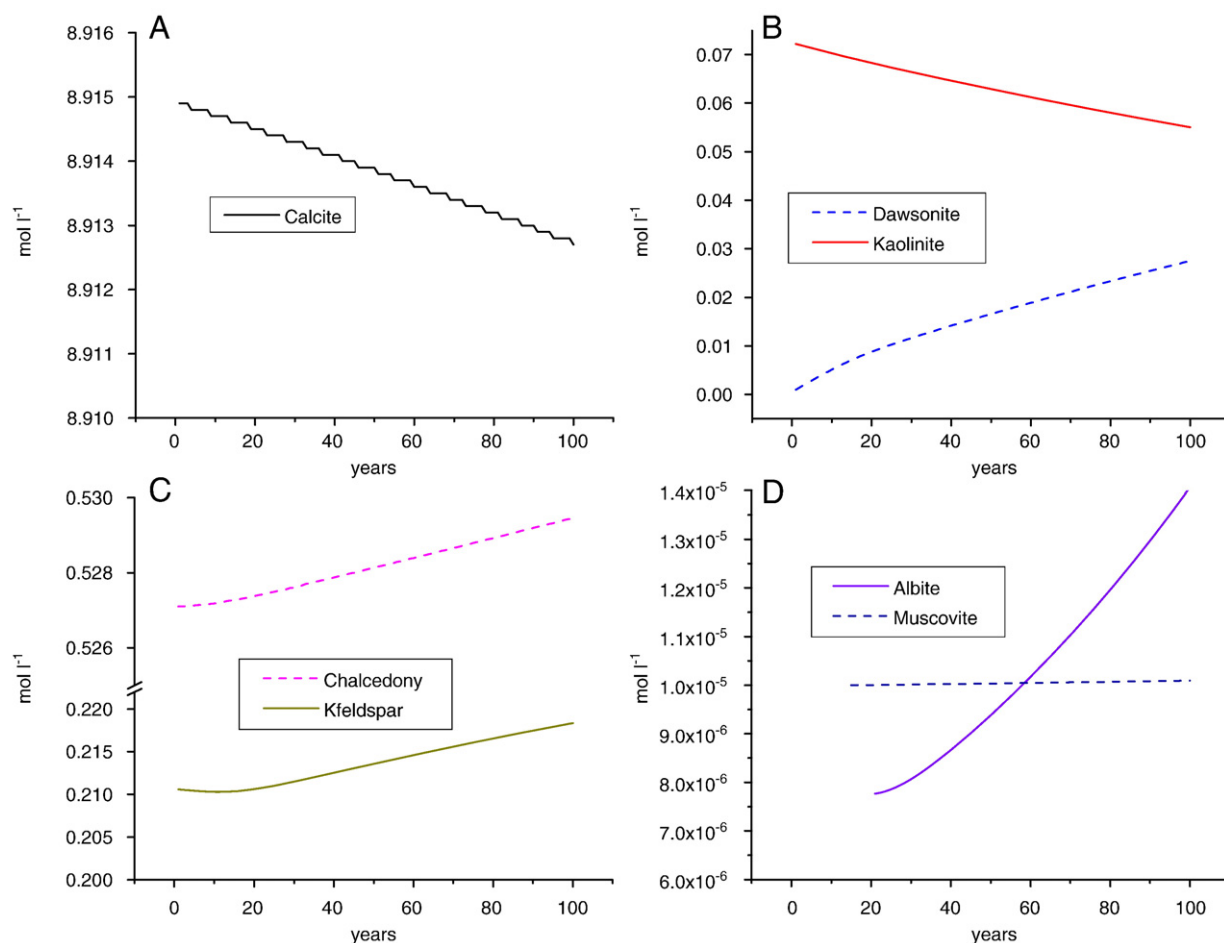 A
8.916
8.915
8.914
8.913
8.912
8.911
8.910
mol l-1
Calcite
0 20 40 60 80 100
years
B
0.07
0.06
0.05
0.04
0.03
0.02
0.01
0.00
mol l-1
Dawsonite
Kaolinite
0 20 40 60 80 100
years
C
0.530
0.528
0.526
0.220
0.215
0.210
0.205
0.200
mol l-1
Chalcedony
Kfeldspar
0 20 40 60 80 100
years
D
1.4x10-5
1.3x10-5
1.2x10-5
1.1x10-5
1.0x10-5
9.0x10-6
8.0x10-6
7.0x10-6
6.0x10-6
mol l-1
Albite
Muscovite
0 20 40 60 80 100
years